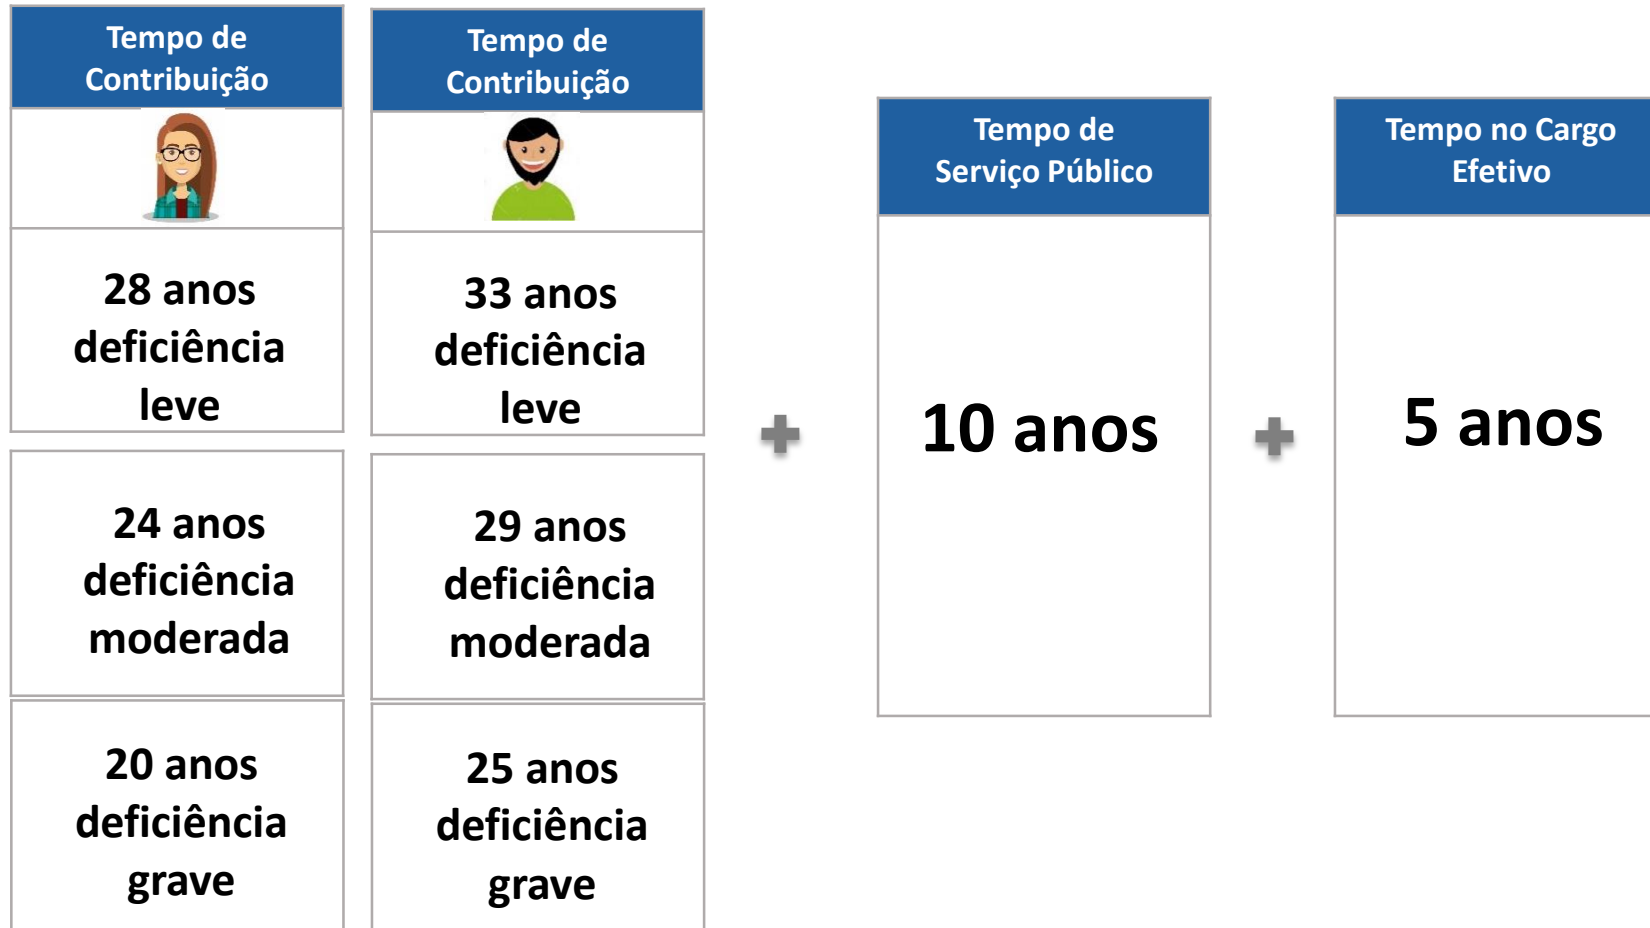 Tempo de
Contribuição
28 anos
deficiência
leve
24 anos
deficiência
moderada
20 anos
deficiência
grave
Tempo de
Contribuição
33 anos
deficiência
leve
29 anos
deficiência
moderada
25 anos
deficiência
grave
Tempo de
Serviço Público
10 anos
Tempo no Cargo
Efetivo
5 anos